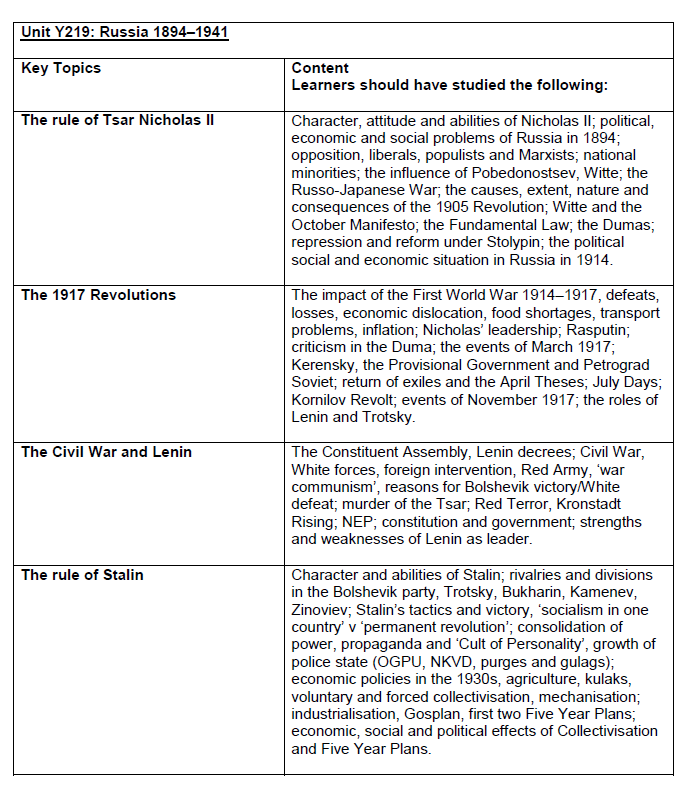 Unit Y219: Russia 1894–1941
Key Topics
Content
Learners should have studied the following:
The rule of Tsar Nicholas II
Character, attitude and abilities of Nicholas II; political,
economic and social problems of Russia in 1894;
opposition, liberals, populists and Marxists; national
minorities; the influence of Pobedonostsev, Witte; the
Russo-Japanese War; the causes, extent, nature and
consequences of the 1905 Revolution; Witte and the
October Manifesto; the Fundamental Law; the Dumas;
repression and reform under Stolypin; the political
social and economic situation in Russia in 1914.
The 1917 Revolutions
The impact of the First World War 1914–1917, defeats,
losses, economic dislocation, food shortages, transport
problems, inflation; Nicholas’ leadership; Rasputin;
criticism in the Duma; the events of March 1917;
Kerensky, the Provisional Government and Petrograd
Soviet; return of exiles and the April Theses; July Days;
Kornilov Revolt; events of November 1917; the roles of
Lenin and Trotsky.
The Civil War and Lenin
The Constituent Assembly, Lenin decrees; Civil War,
White forces, foreign intervention, Red Army, ‘war
communism’, reasons for Bolshevik victory/White
defeat; murder of the Tsar; Red Terror, Kronstadt
Rising; NEP; constitution and government; strengths
and weaknesses of Lenin as leader.
The rule of Stalin
Character and abilities of Stalin; rivalries and divisions
in the Bolshevik party, Trotsky, Bukharin, Kamenev,
Zinoviev; Stalin’s tactics and victory, ‘socialism in one
country’ v ‘permanent revolution’; consolidation of
power, propaganda and ‘Cult of Personality’, growth of
police state (OGPU, NKVD, purges and gulags);
economic policies in the 1930s, agriculture, kulaks,
voluntary and forced collectivisation, mechanisation;
industrialisation, Gosplan, first two Five Year Plans;
economic, social and political effects of Collectivisation
and Five Year Plans.